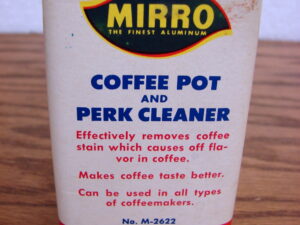 MIRRO
THE FINEST ALUMINUM
COFFEE POT
AND
PERK CLEANER
Effectively removes coffee
stain which causes off fla-
vor in coffee.
Makes coffee taste better.
Can be used in all types
of coffeemakers.
No. M-2622